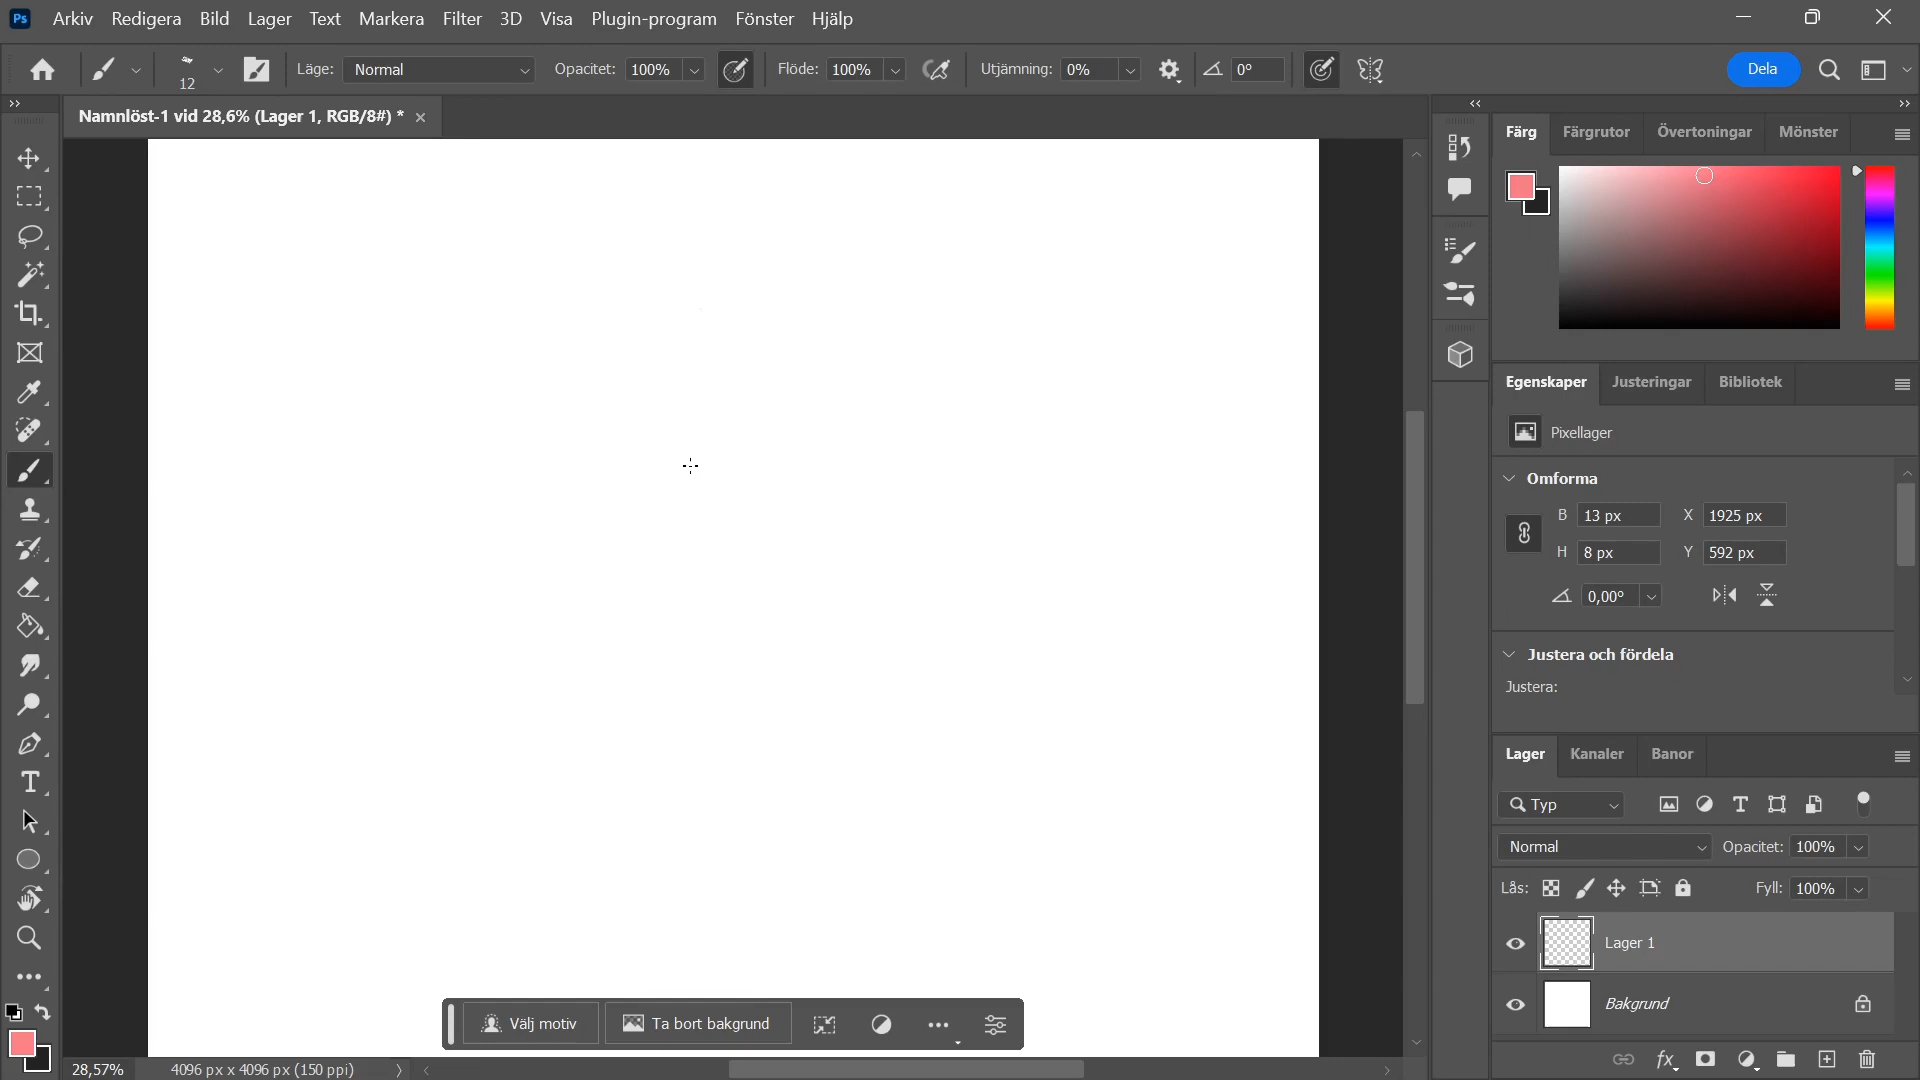 Ps Arkiv Redigera Bild Lager Text Markera Filter 3D Visa Plugin-program Fönster Hjälp
12 Läge: Normal Opacitet: 100% Flöde: 100% Utjämning: 0% 0° Dela
Namnlöst-1 vid 28,6% (Lager 1, RGB/8#) *
Färg Färgrutor Övertoningar Mönster
Egenskaper Justeringar Bibliotek
Pixellager
Omforma
B 13 px X 1925 px
H 8 px Y 592 px
0,00°
Justera och fördela
Justera:
Lager Kanaler Banor
Typ
Normal Opacitet: 100%
Lås: Fyll: 100%
Lager 1
Bakgrund
Välj motiv Ta bort bakgrund
28,57% 4096 px x 4096 px (150 ppi)